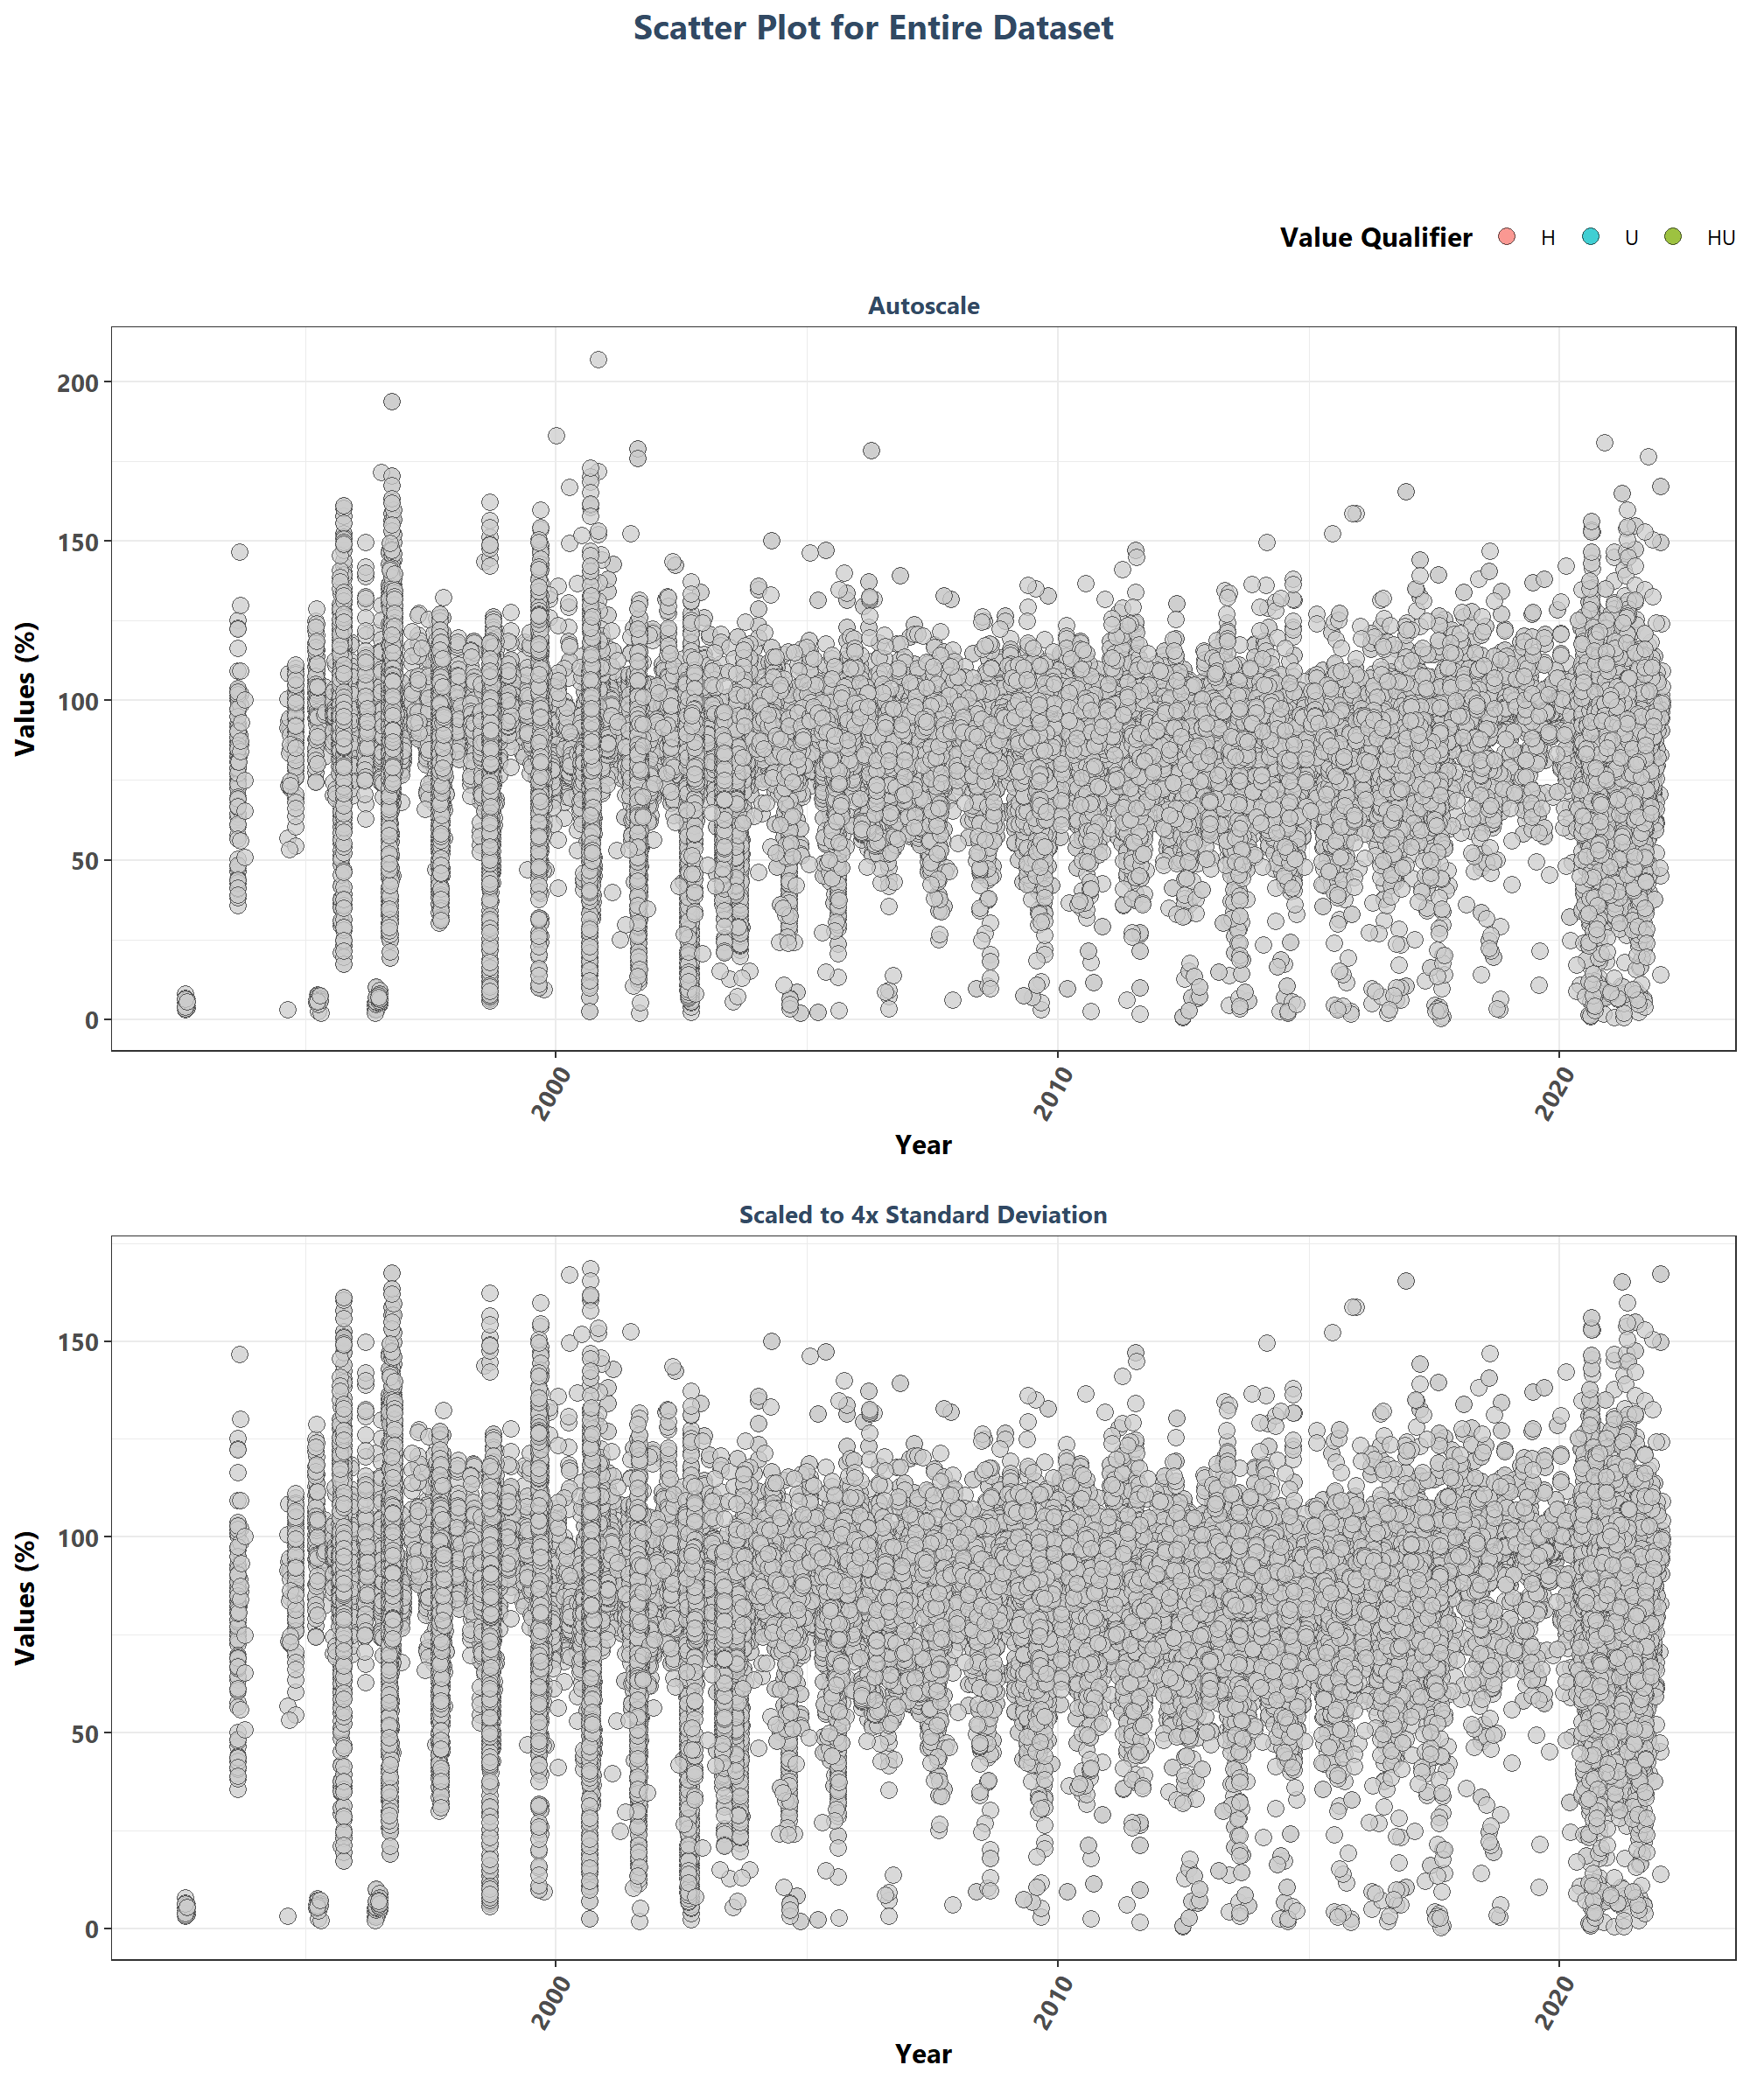 Scatter Plot for Entire Dataset
Value Qualifier H U HU
Autoscale
200
150
100
50
0
Values (%)
2000 2010 2020
Year
Scaled to 4x Standard Deviation
150
100
50
0
Values (%)
2000 2010 2020
Year